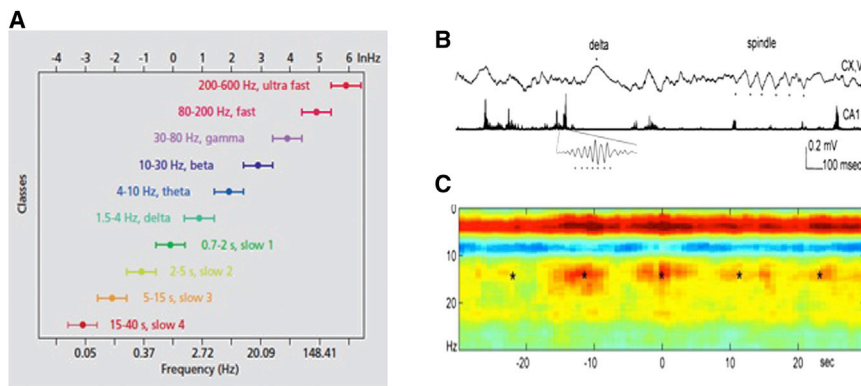 A
-4 -3 -2 -1 0 1 2 3 4 5 6 lnHz
200-600 Hz, ultra fast
80-200 Hz, fast
30-80 Hz, gamma
10-30 Hz, beta
4-10 Hz, theta
1.5-4 Hz, delta
0.7-2 s, slow 1
2-5 s, slow 2
5-15 s, slow 3
15-40 s, slow 4
Classes
0.05 0.37 2.72 20.09 148.41
Frequency (Hz)
B
delta spindle
CX,V
CA1
0.2 mV
100 msec
C
0
10
20
Hz
* * * * *
-20 -10 0 10 20 sec